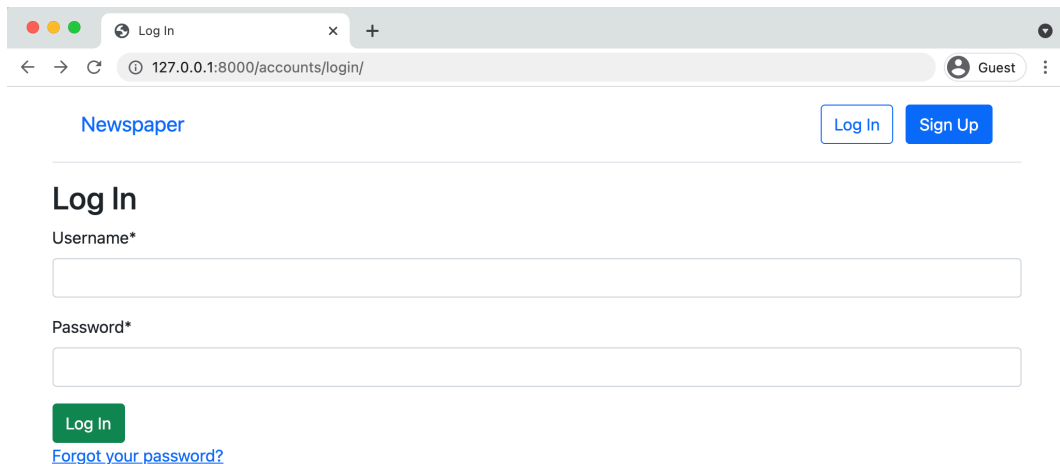 Log In
127.0.0.1:8000/accounts/login/
Guest
Newspaper
Log In
Sign Up
Log In
Username*
Password*
Log In
Forgot your password?